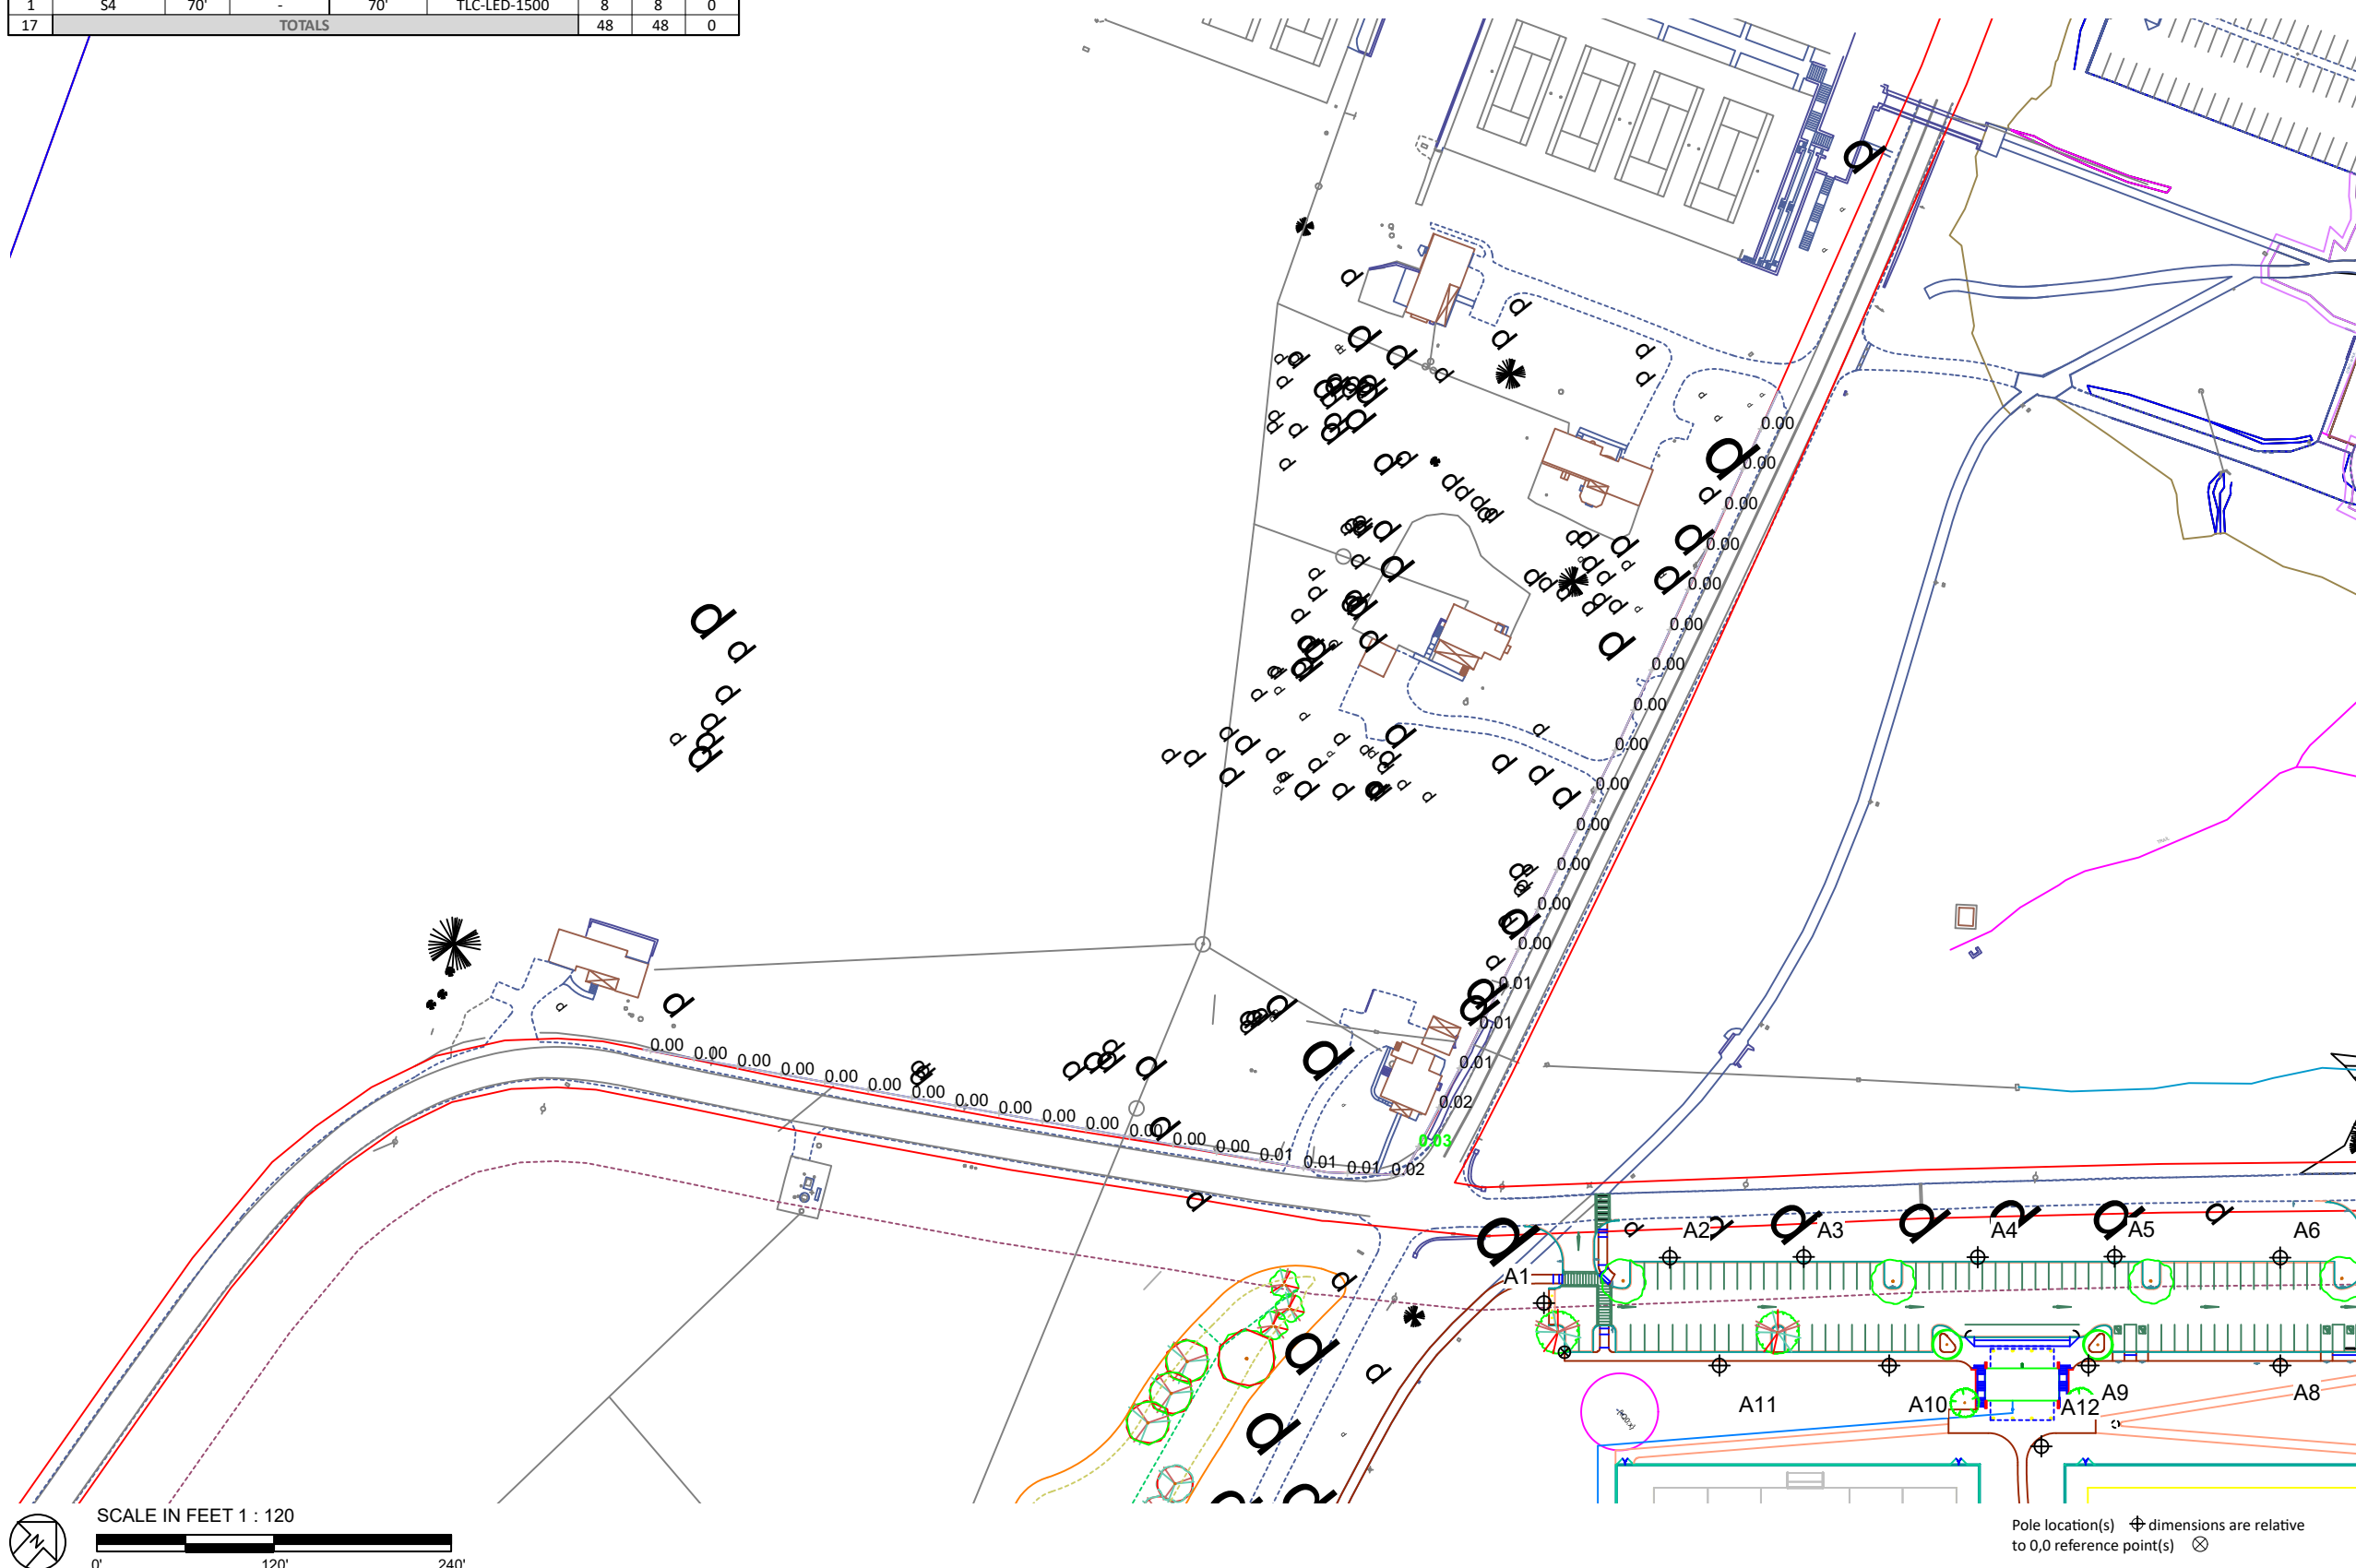 1 S4 70' - 70' TLC-LED-1500 8 8 0
17 TOTALS 48 48 0
0.00
0.00
0.00
0.00
0.00
0.00
0.00
0.00
0.00
0.00
0.00
0.00
0.00
0.00
0.01
0.01
0.01
0.02
0.03
0.00 0.00 0.00 0.00 0.00 0.00 0.00 0.00 0.00 0.00 0.00 0.00 0.00 0.00 0.01 0.01 0.01 0.02
A1 A2 A3 A4 A5 A6
A11 A10 A12 A9 A8
SCALE IN FEET 1 : 120
0' 120' 240'
N
Pole location(s) dimensions are relative
to 0,0 reference point(s)